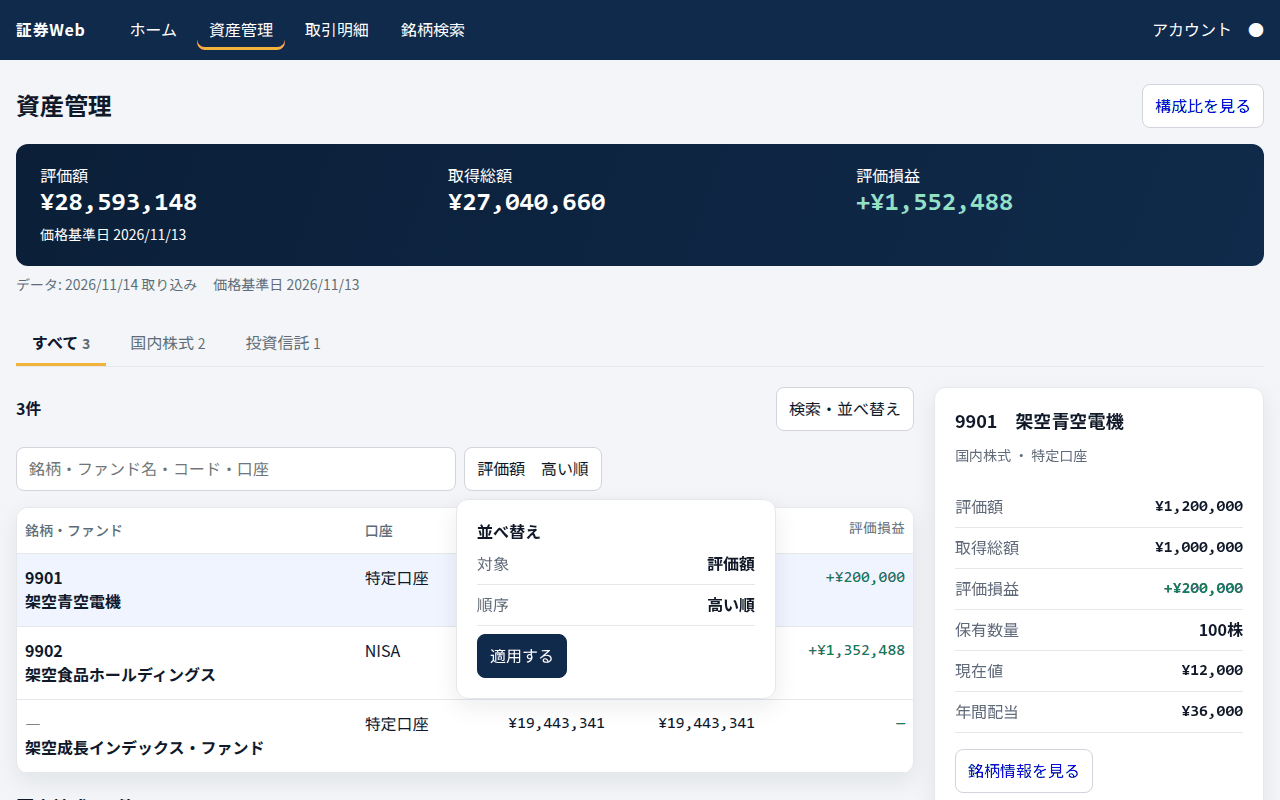 証券Web ホーム 資産管理 取引明細 銘柄検索 アカウント
資産管理 構成比を見る
評価額 取得総額 評価損益
¥28,593,148 ¥27,040,660 +¥1,552,488
価格基準日 2026/11/13
データ: 2026/11/14 取り込み 価格基準日 2026/11/13
すべて 3 国内株式 2 投資信託 1
3件 検索・並べ替え
銘柄・ファンド名・コード・口座 評価額 高い順
銘柄・ファンド 口座 評価損益
9901 特定口座 +¥200,000
架空青空電機
9902 NISA +¥1,352,488
架空食品ホールディングス
— 特定口座 ¥19,443,341 ¥19,443,341 —
架空成長インデックス・ファンド
並べ替え
対象 評価額
順序 高い順
適用する
9901 架空青空電機
国内株式 ・ 特定口座
評価額 ¥1,200,000
取得総額 ¥1,000,000
評価損益 +¥200,000
保有数量 100株
現在値 ¥12,000
年間配当 ¥36,000
銘柄情報を見る